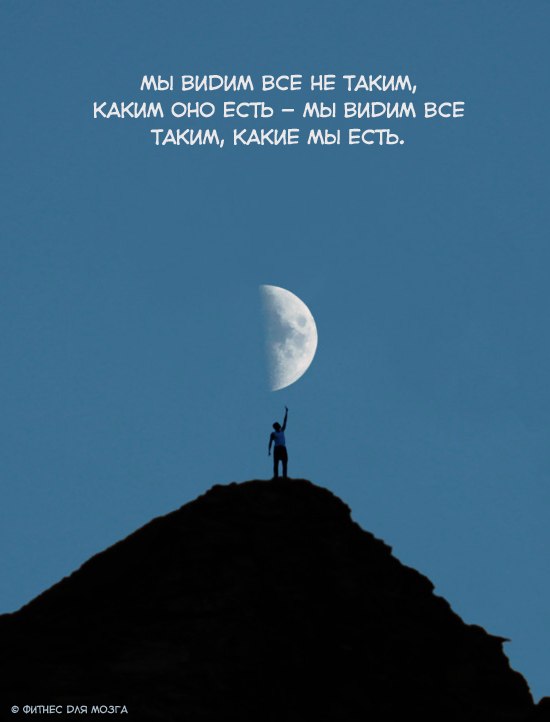 МЫ ВИДИМ ВСЕ НЕ ТАКИМ,
КАКИМ ОНО ЕСТЬ – МЫ ВИДИМ ВСЕ
ТАКИМ, КАКИЕ МЫ ЕСТЬ.
© ФИТНЕС ДЛЯ МОЗГА